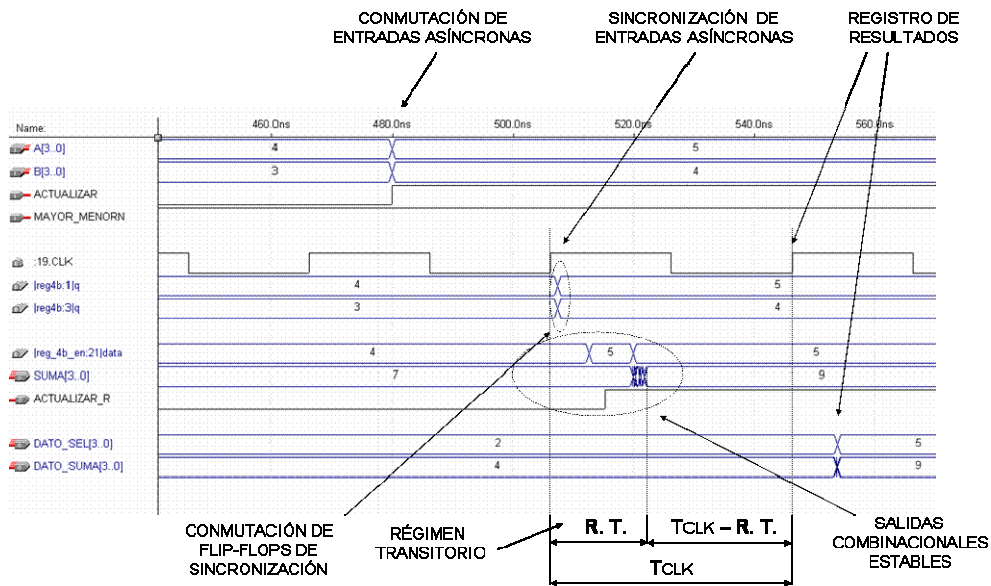 CONMUTACIÓN DE
ENTRADAS ASÍNCRONAS
SINCRONIZACIÓN DE
ENTRADAS ASÍNCRONAS
REGISTRO DE
RESULTADOS
Name:
460.0ns 480.0ns 500.0ns 520.0ns 540.0ns 560.0ns
A[3..0] 4 5
B[3..0] 3 4
ACTUALIZAR
MAYOR_MENORN
:19.CLK
|reg4b:1|q 4 5
|reg4b:3|q 3 4
|reg_4b_en:21|data 4 5 5
SUMA[3..0] 7 9
ACTUALIZAR_R
DATO_SEL[3..0] 2 5
DATO_SUMA[3..0] 4 9
CONMUTACIÓN DE
FLIP-FLOPS DE
SINCRONIZACIÓN
RÉGIMEN
TRANSITORIO
R. T.
TCLK – R. T.
TCLK
SALIDAS
COMBINACIONALES
ESTABLES